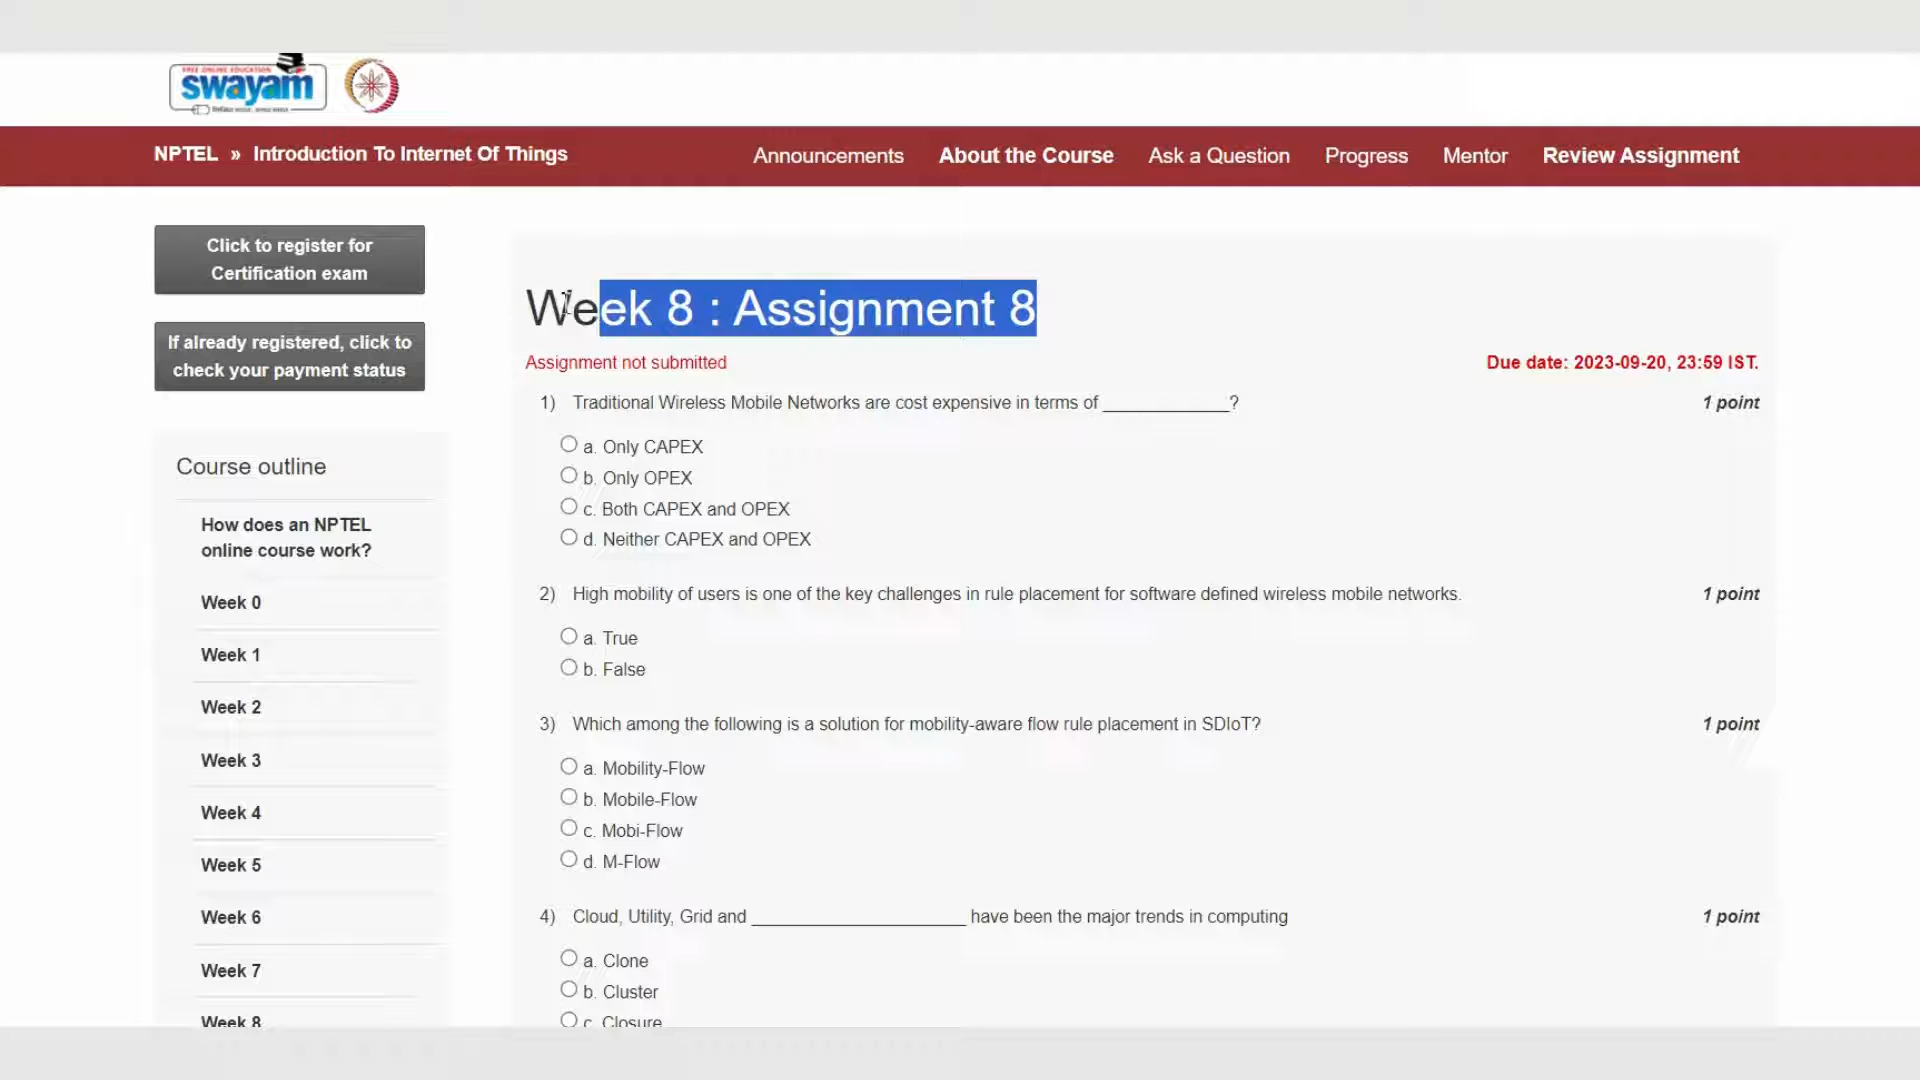 FREE ONLINE EDUCATION
swayam
NPTEL » Introduction To Internet Of Things
Announcements
About the Course
Ask a Question
Progress
Mentor
Review Assignment
Click to register for
Certification exam
If already registered, click to
check your payment status
Course outline
How does an NPTEL
online course work?
Week 0
Week 1
Week 2
Week 3
Week 4
Week 5
Week 6
Week 7
Week 8
Week 8 : Assignment 8
Assignment not submitted
Due date: 2023-09-20, 23:59 IST.
1) Traditional Wireless Mobile Networks are cost expensive in terms of _____________? 1 point
a. Only CAPEX
b. Only OPEX
c. Both CAPEX and OPEX
d. Neither CAPEX and OPEX
2) High mobility of users is one of the key challenges in rule placement for software defined wireless mobile networks. 1 point
a. True
b. False
3) Which among the following is a solution for mobility-aware flow rule placement in SDIoT? 1 point
a. Mobility-Flow
b. Mobile-Flow
c. Mobi-Flow
d. M-Flow
4) Cloud, Utility, Grid and ______________________ have been the major trends in computing 1 point
a. Clone
b. Cluster
c. Closure